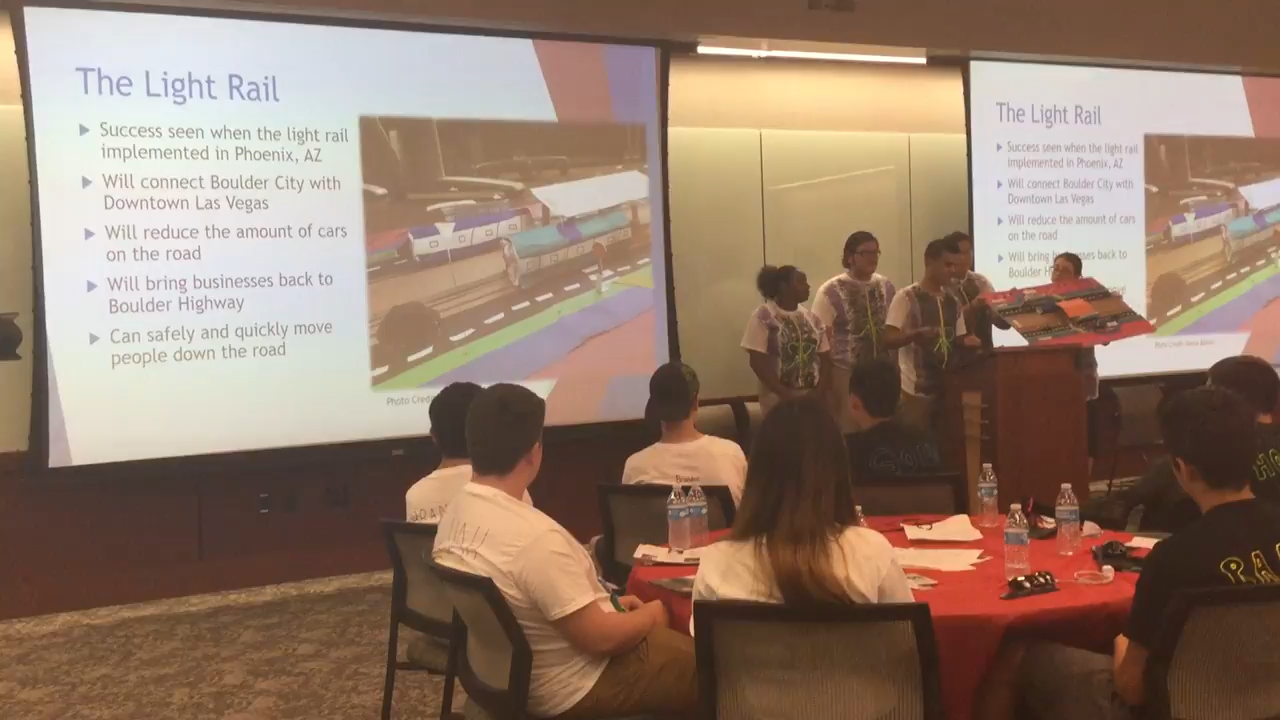 The Light Rail
Success seen when the light rail
implemented in Phoenix, AZ
Will connect Boulder City with
Downtown Las Vegas
Will reduce the amount of cars
on the road
Will bring businesses back to
Boulder Highway
Can safely and quickly move
people down the road
Photo Credit
The Light Rail
Success seen when the light rail
implemented in Phoenix, AZ
Will connect Boulder City with
Downtown Las Vegas
Will reduce the amount of cars
on the road
Will bring
Boulder
Photo Credit:
Brandon